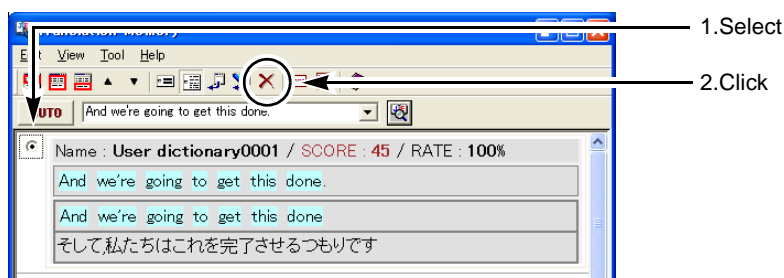 Translation Memory
1.Select
Edit View Tool Help
2.Click
AUTO And we're going to get this done.
Name : User dictionary0001 / SCORE : 45 / RATE : 100%
And we're going to get this done.
And we're going to get this done
そして,私たちはこれを完了させるつもりです